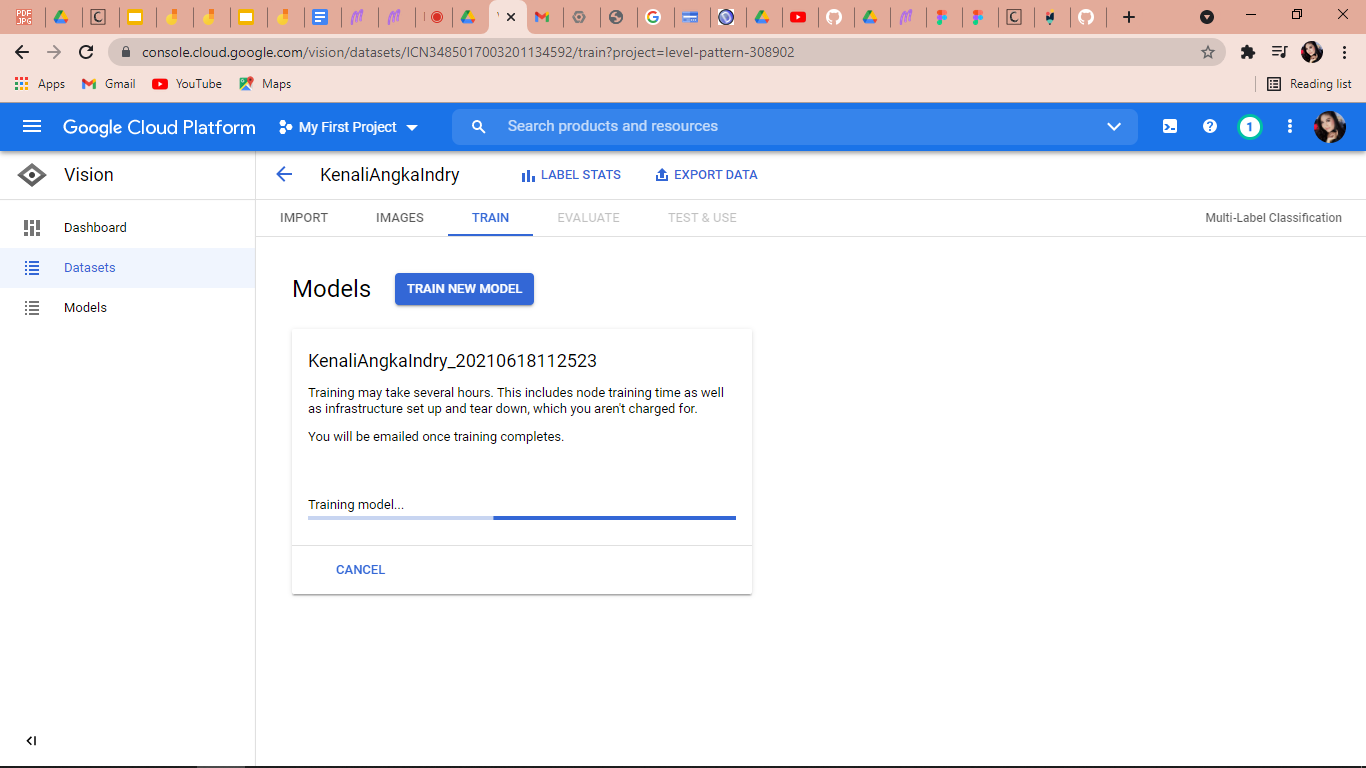 console.cloud.google.com/vision/datasets/ICN3485017003201134592/train?project=level-pattern-308902
Apps
Gmail
YouTube
Maps
Reading list
Google Cloud Platform
My First Project
Search products and resources
1
Vision
KenaliAngkaIndry
LABEL STATS
EXPORT DATA
Dashboard
Datasets
Models
IMPORT
IMAGES
TRAIN
EVALUATE
TEST & USE
Multi-Label Classification
Models
TRAIN NEW MODEL
KenaliAngkaIndry_20210618112523
Training may take several hours. This includes node training time as well
as infrastructure set up and tear down, which you aren't charged for.
You will be emailed once training completes.
Training model...
CANCEL